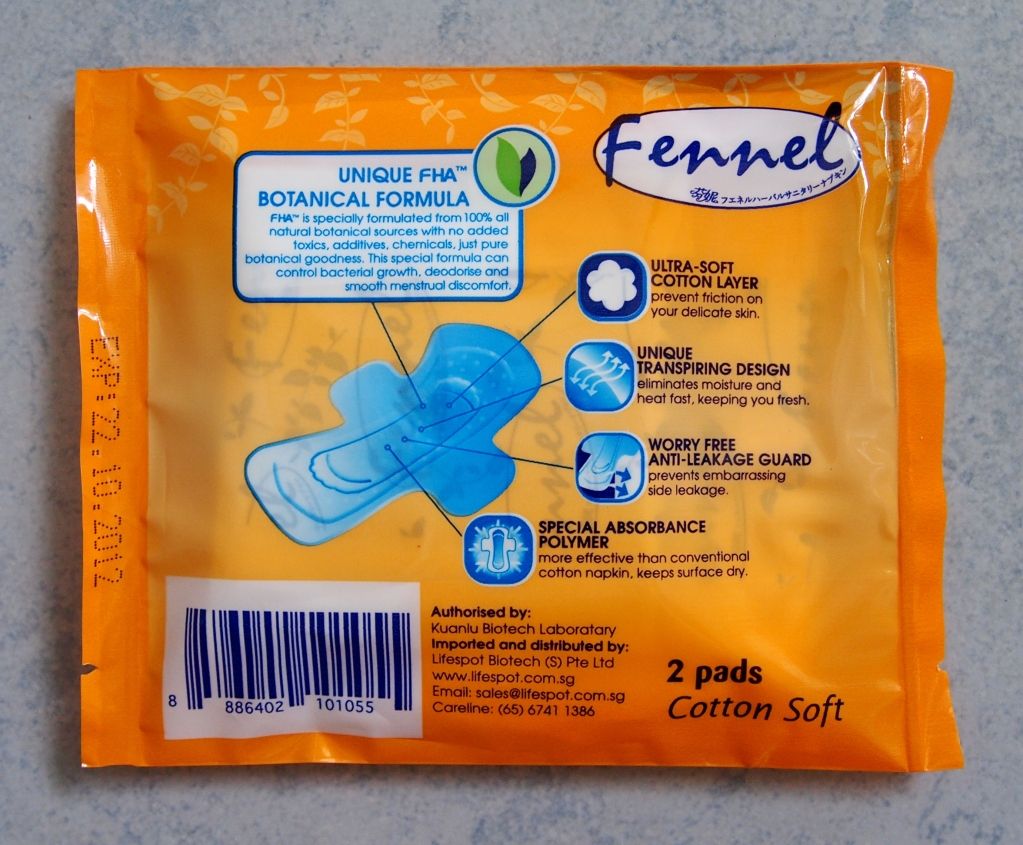 Fennel
芬妮 フエネルハーバルサニタリーナプキン
UNIQUE FHA™
BOTANICAL FORMULA
FHA™ is specially formulated from 100% all
natural botanical sources with no added
toxics, additives, chemicals, just pure
botanical goodness. This special formula can
control bacterial growth, deodorise and
smooth menstrual discomfort.
ULTRA-SOFT
COTTON LAYER
prevent friction on
your delicate skin.
UNIQUE
TRANSPIRING DESIGN
eliminates moisture and
heat fast, keeping you fresh.
WORRY FREE
ANTI-LEAKAGE GUARD
prevents embarrassing
side leakage.
SPECIAL ABSORBANCE
POLYMER
more effective than conventional
cotton napkin, keeps surface dry.
EXP: 22.10.2012
8 886402 101055
Authorised by:
Kuanlu Biotech Laboratary
Imported and distributed by:
Lifespot Biotech (S) Pte Ltd
www.lifespot.com.sg
Email: sales@lifespot.com.sg
Careline: (65) 6741 1386
2 pads
Cotton Soft